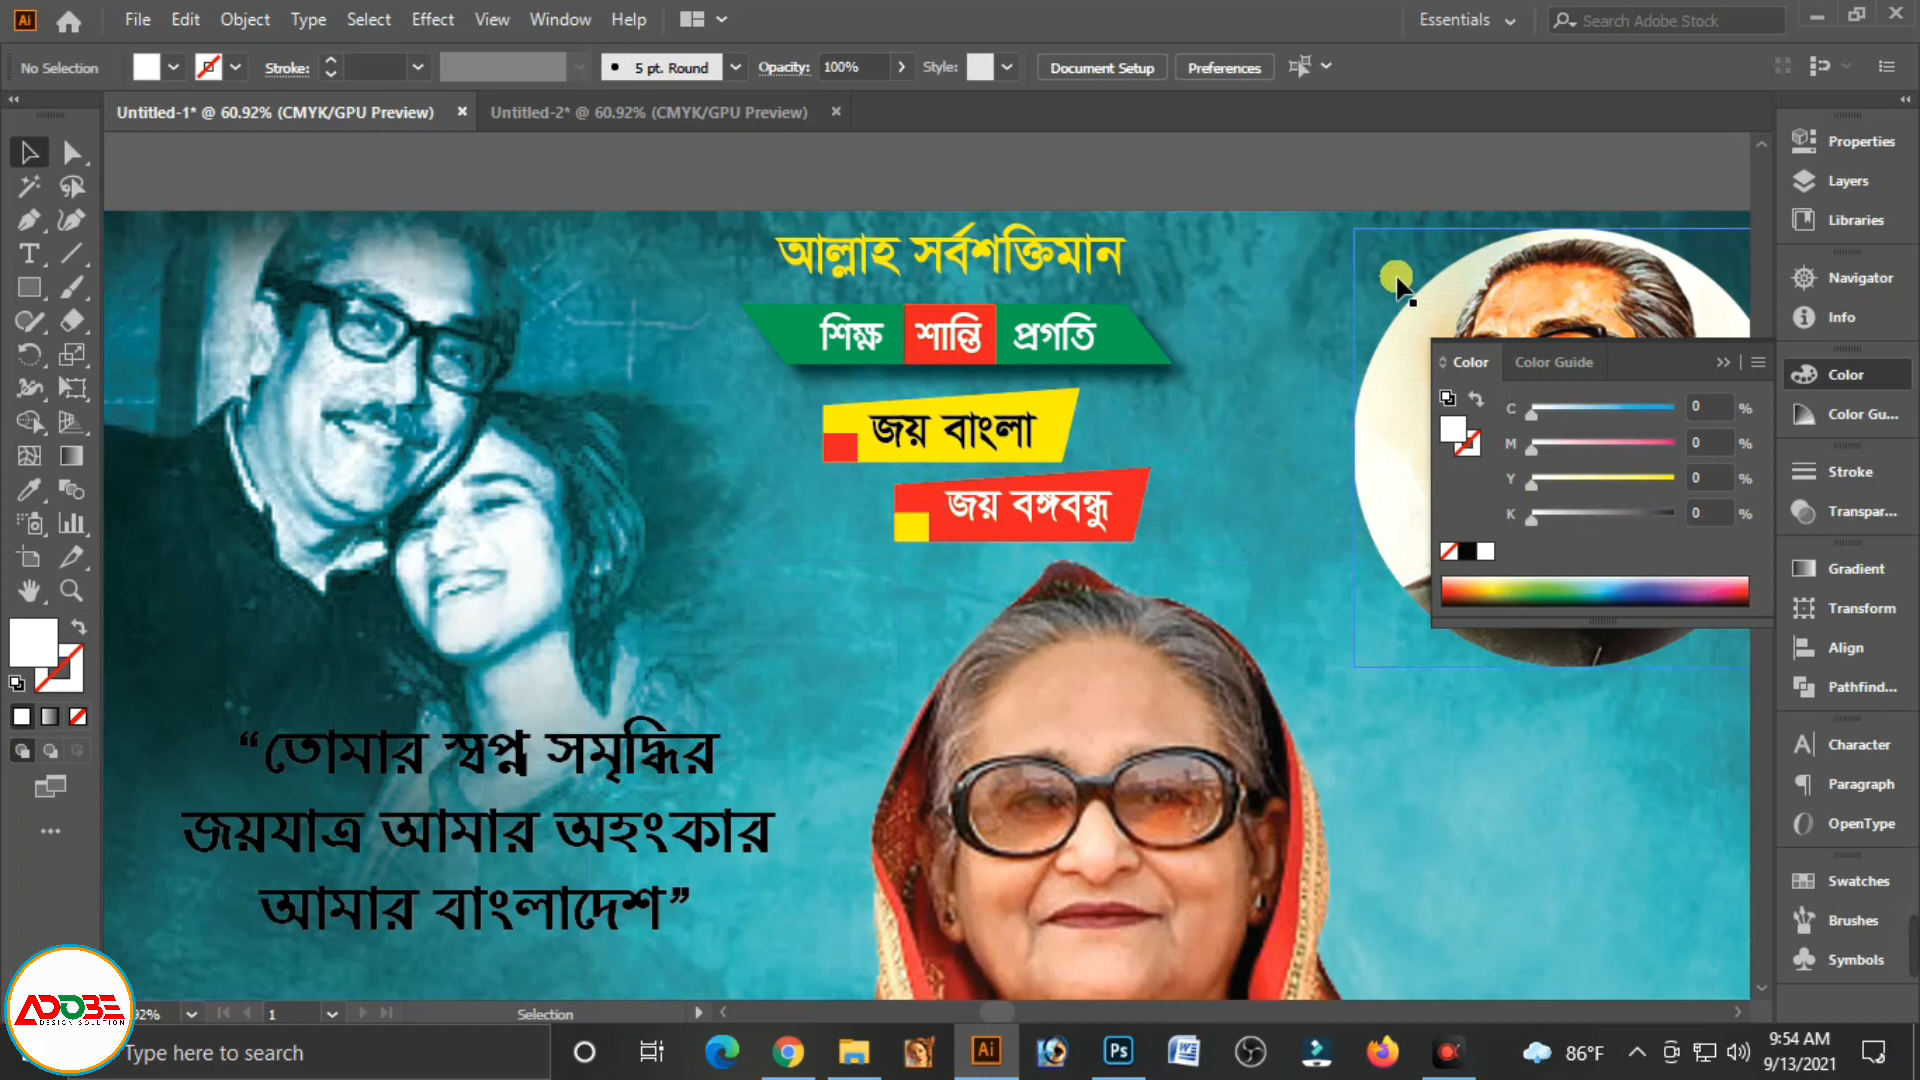 File Edit Object Type Select Effect View Window Help
Essentials
Search Adobe Stock
No Selection
Stroke:
5 pt. Round
Opacity: 100%
Style:
Document Setup
Preferences
Untitled-1* @ 60.92% (CMYK/GPU Preview)
Untitled-2* @ 60.92% (CMYK/GPU Preview)
আল্লাহ সর্বশক্তিমান
শিক্ষ শান্তি প্রগতি
জয় বাংলা
জয় বঙ্গবন্ধু
“তোমার স্বপ্ন সমৃদ্ধির
জয়যাত্র আমার অহংকার
আমার বাংলাদেশ”
Color Color Guide
C 0 %
M 0 %
Y 0 %
K 0 %
Properties
Layers
Libraries
Navigator
Info
Color
Color Gu...
Stroke
Transpar...
Gradient
Transform
Align
Pathfind...
Character
Paragraph
OpenType
Swatches
Brushes
Symbols
92%
1
Selection
ADOBE
DESIGN SOLUTION
Type here to search
86°F
9:54 AM
9/13/2021